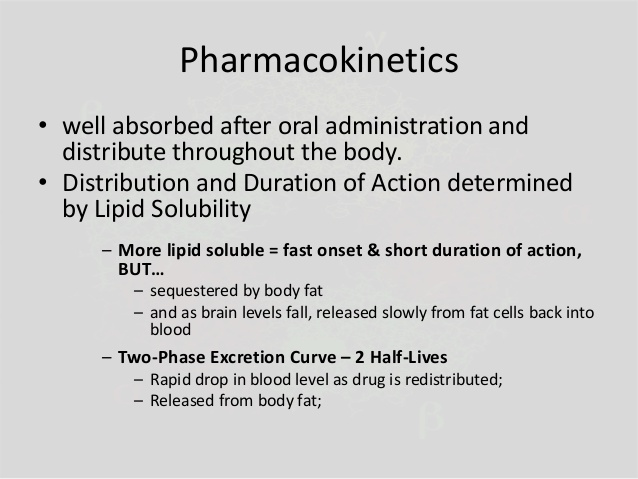 Pharmacokinetics
• well absorbed after oral administration and
distribute throughout the body.
• Distribution and Duration of Action determined
by Lipid Solubility
– More lipid soluble = fast onset & short duration of action,
BUT…
– sequestered by body fat
– and as brain levels fall, released slowly from fat cells back into
blood
– Two-Phase Excretion Curve – 2 Half-Lives
– Rapid drop in blood level as drug is redistributed;
– Released from body fat;
β